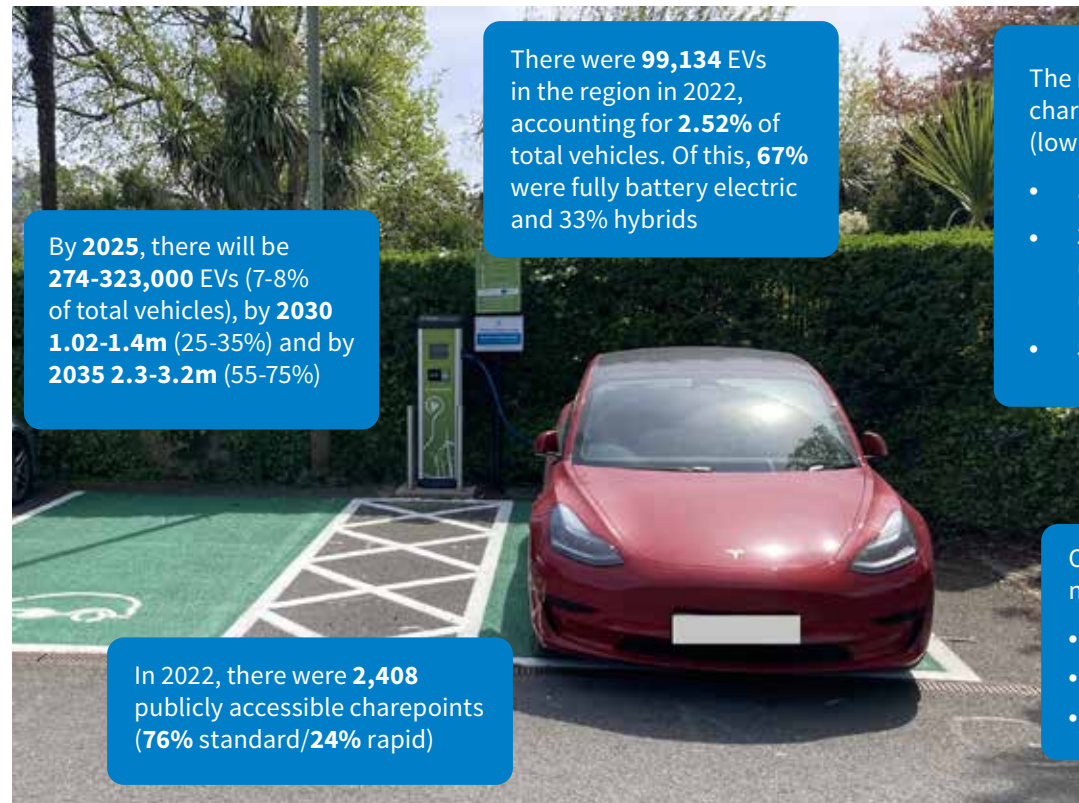 There were 99,134 EVs
in the region in 2022,
accounting for 2.52% of
total vehicles. Of this, 67%
were fully battery electric
and 33% hybrids
By 2025, there will be
274-323,000 EVs (7-8%
of total vehicles), by 2030
1.02-1.4m (25-35%) and by
2035 2.3-3.2m (55-75%)
In 2022, there were 2,408
publicly accessible charepoints
(76% standard/24% rapid)
The
(low